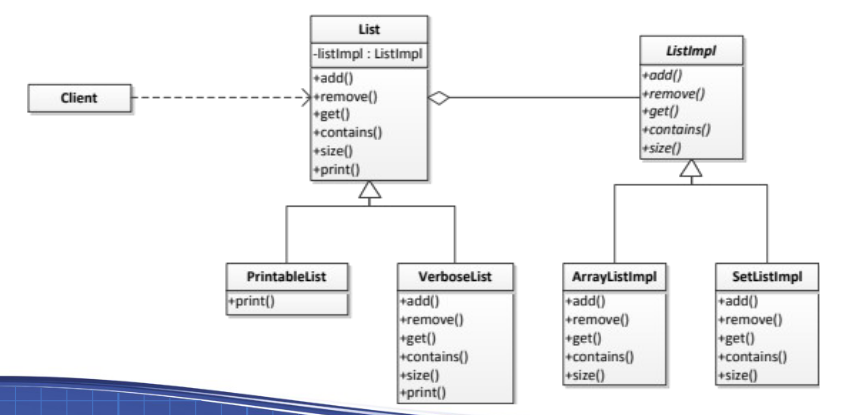 List
-listImpl : ListImpl
+add()
+remove()
+get()
+contains()
+size()
+print()
ListImpl
+add()
+remove()
+get()
+contains()
+size()
Client
PrintableList
+print()
VerboseList
+add()
+remove()
+get()
+contains()
+size()
+print()
ArrayListImpl
+add()
+remove()
+get()
+contains()
+size()
SetListImpl
+add()
+remove()
+get()
+contains()
+size()